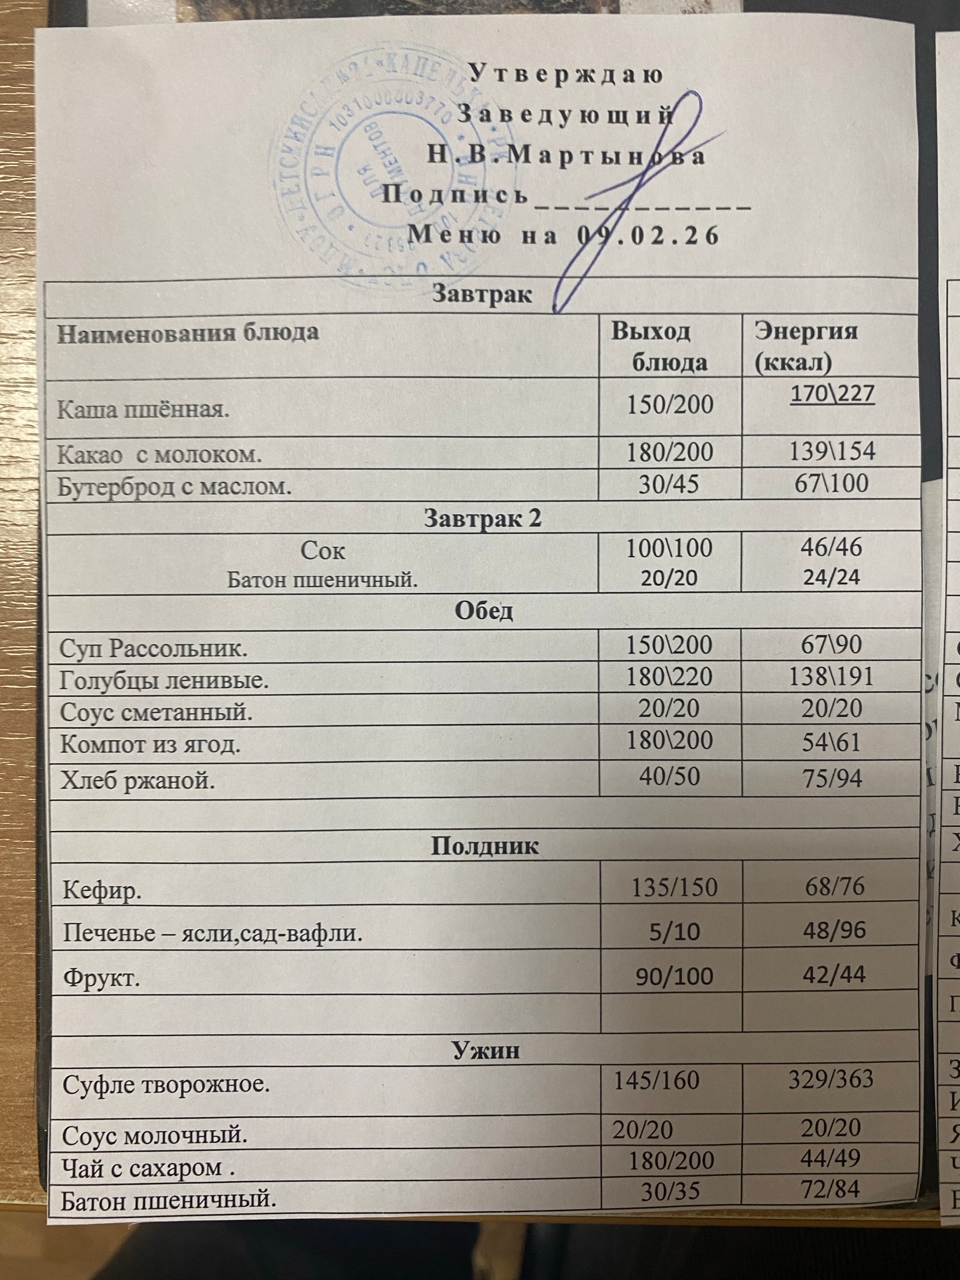 Утверждаю
Заведующий
Н.В.Мартынова
Подпись____________
Меню на 09.02.26
КАПЕЛЬКА
ОГРН 1031000003770
ДЛЯ ДОКУМЕНТОВ
Завтрак
Наименования блюда Выход блюда Энергия (ккал)
Каша пшённая. 150/200 170\227
Какао с молоком. 180/200 139\154
Бутерброд с маслом. 30/45 67\100
Завтрак 2
Сок 100\100 46/46
Батон пшеничный. 20/20 24/24
Обед
Суп Рассольник. 150\200 67\90
Голубцы ленивые. 180\220 138\191
Соус сметанный. 20/20 20/20
Компот из ягод. 180\200 54\61
Хлеб ржаной. 40/50 75/94
Полдник
Кефир. 135/150 68/76
Печенье – ясли,сад-вафли. 5/10 48/96
Фрукт. 90/100 42/44
Ужин
Суфле творожное. 145/160 329/363
Соус молочный. 20/20 20/20
Чай с сахаром . 180/200 44/49
Батон пшеничный. 30/35 72/84